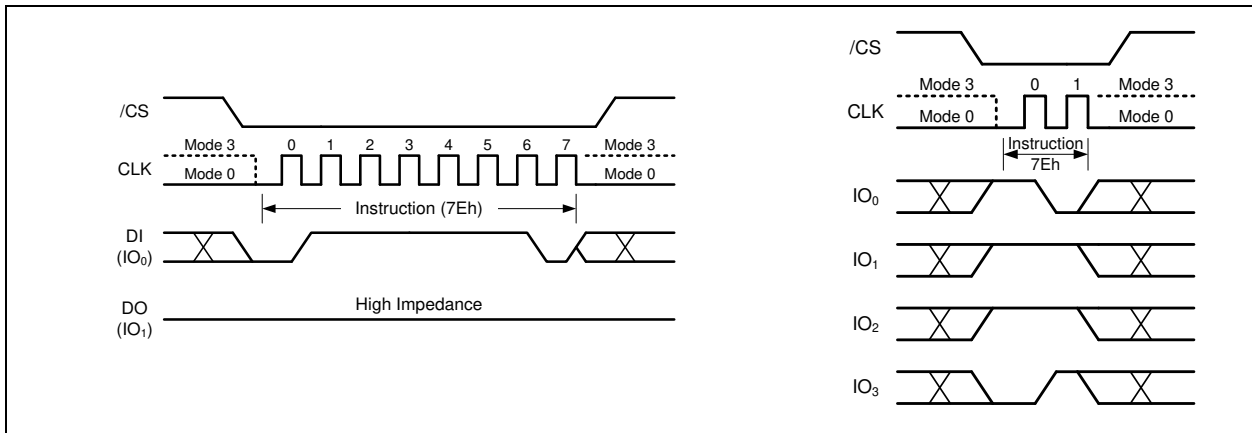 /CS
Mode 3 0 1 2 3 4 5 6 7 Mode 3
CLK
Mode 0 Mode 0
Instruction (7Eh)
DI
(IO₀)
DO
(IO₁)
High Impedance
/CS
Mode 3 0 1 Mode 3
CLK
Mode 0 Mode 0
Instruction
7Eh
IO₀
IO₁
IO₂
IO₃